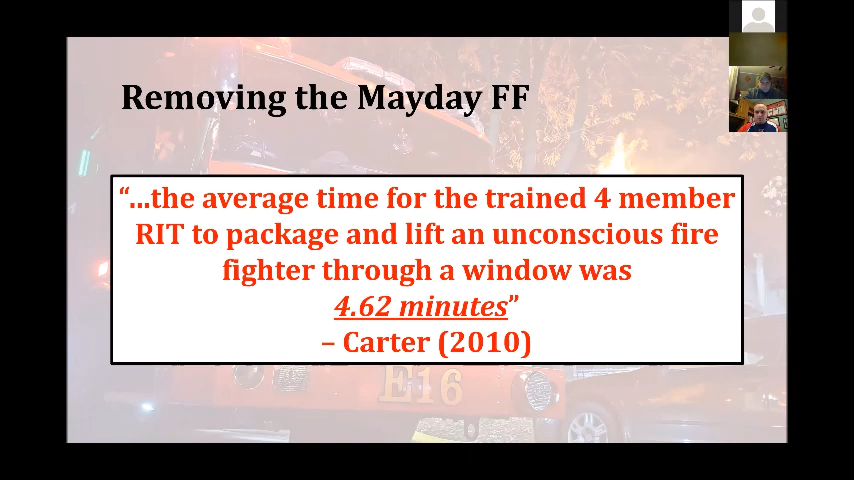 Removing the Mayday FF
“...the average time for the trained 4 member
RIT to package and lift an unconscious fire
fighter through a window was
4.62 minutes”
– Carter (2010)
E16